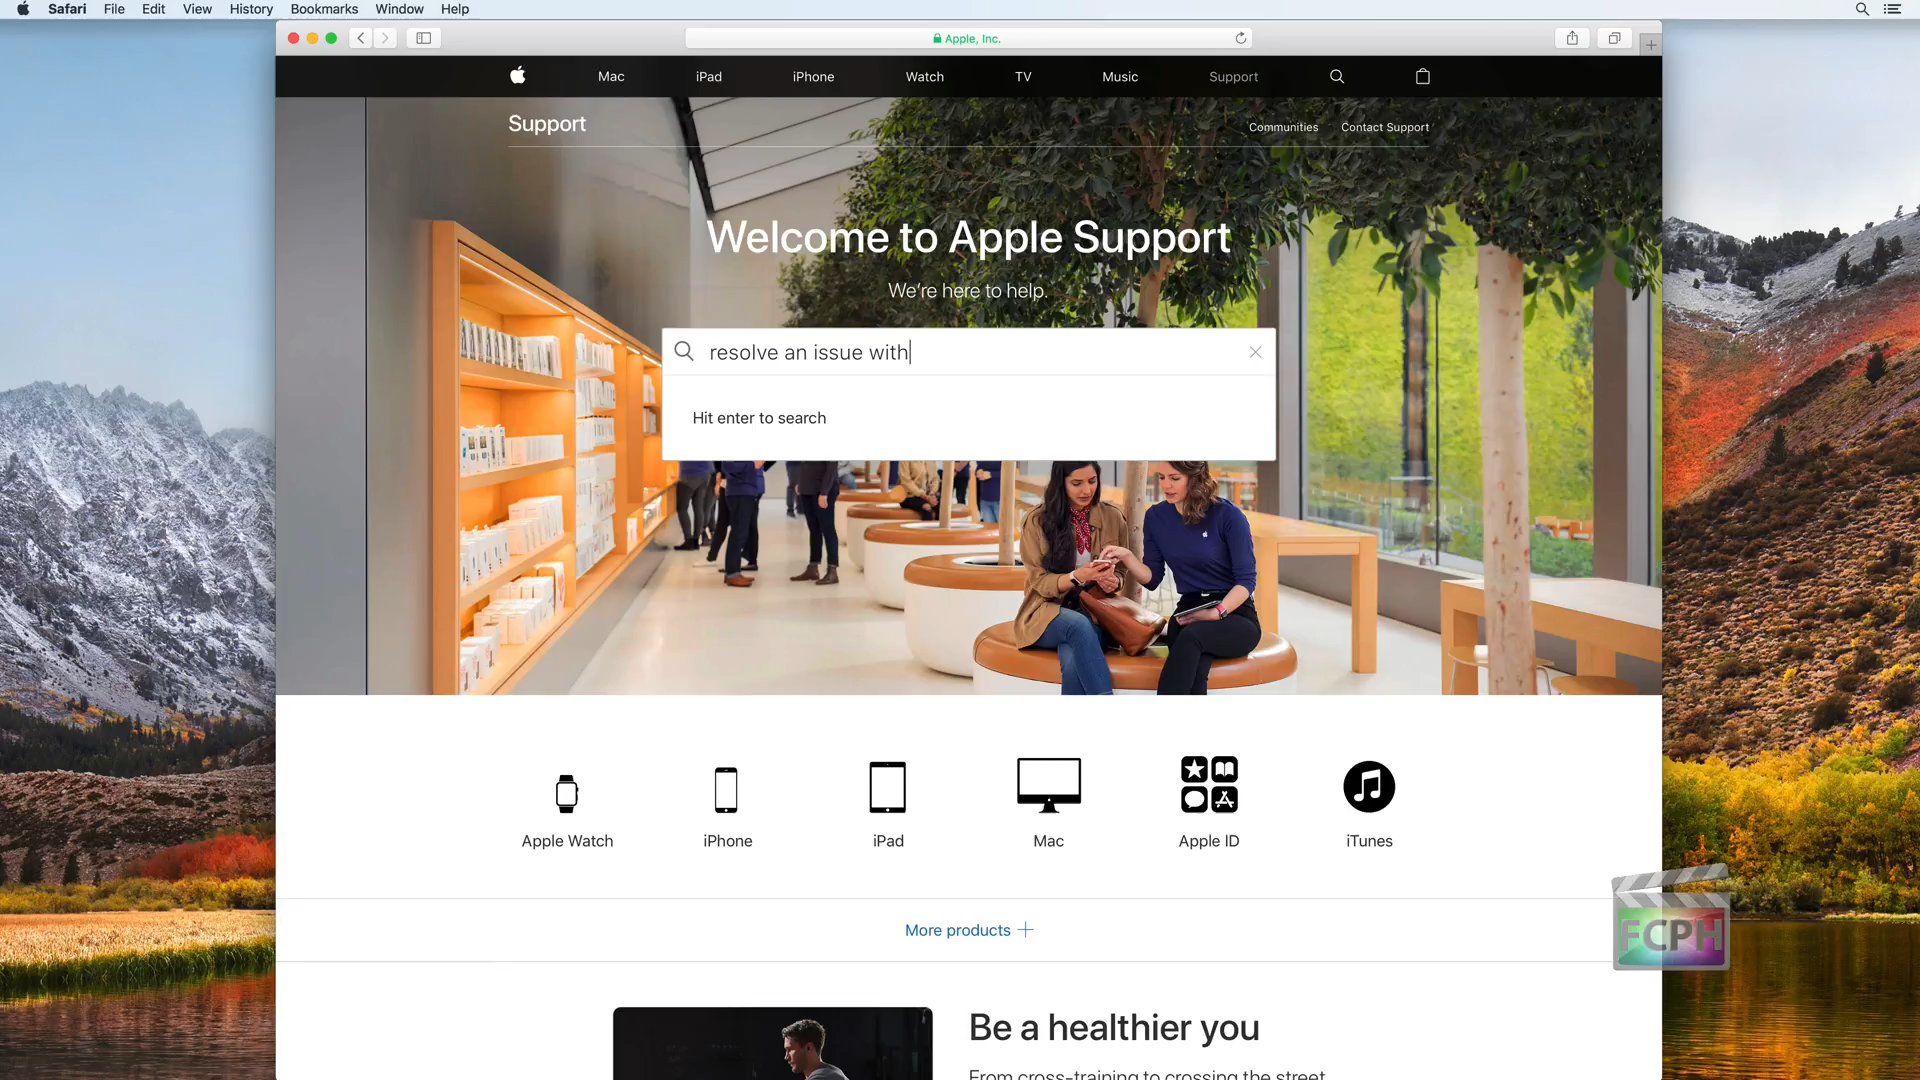 Safari File Edit View History Bookmarks Window Help
Apple, Inc.
Mac iPad iPhone Watch TV Music Support
Support
Communities Contact Support
Welcome to Apple Support
We're here to help.
resolve an issue with
Hit enter to search
Apple Watch iPhone iPad Mac Apple ID iTunes
More products
FCPH
Be a healthier you
From cross-training to crossing the street